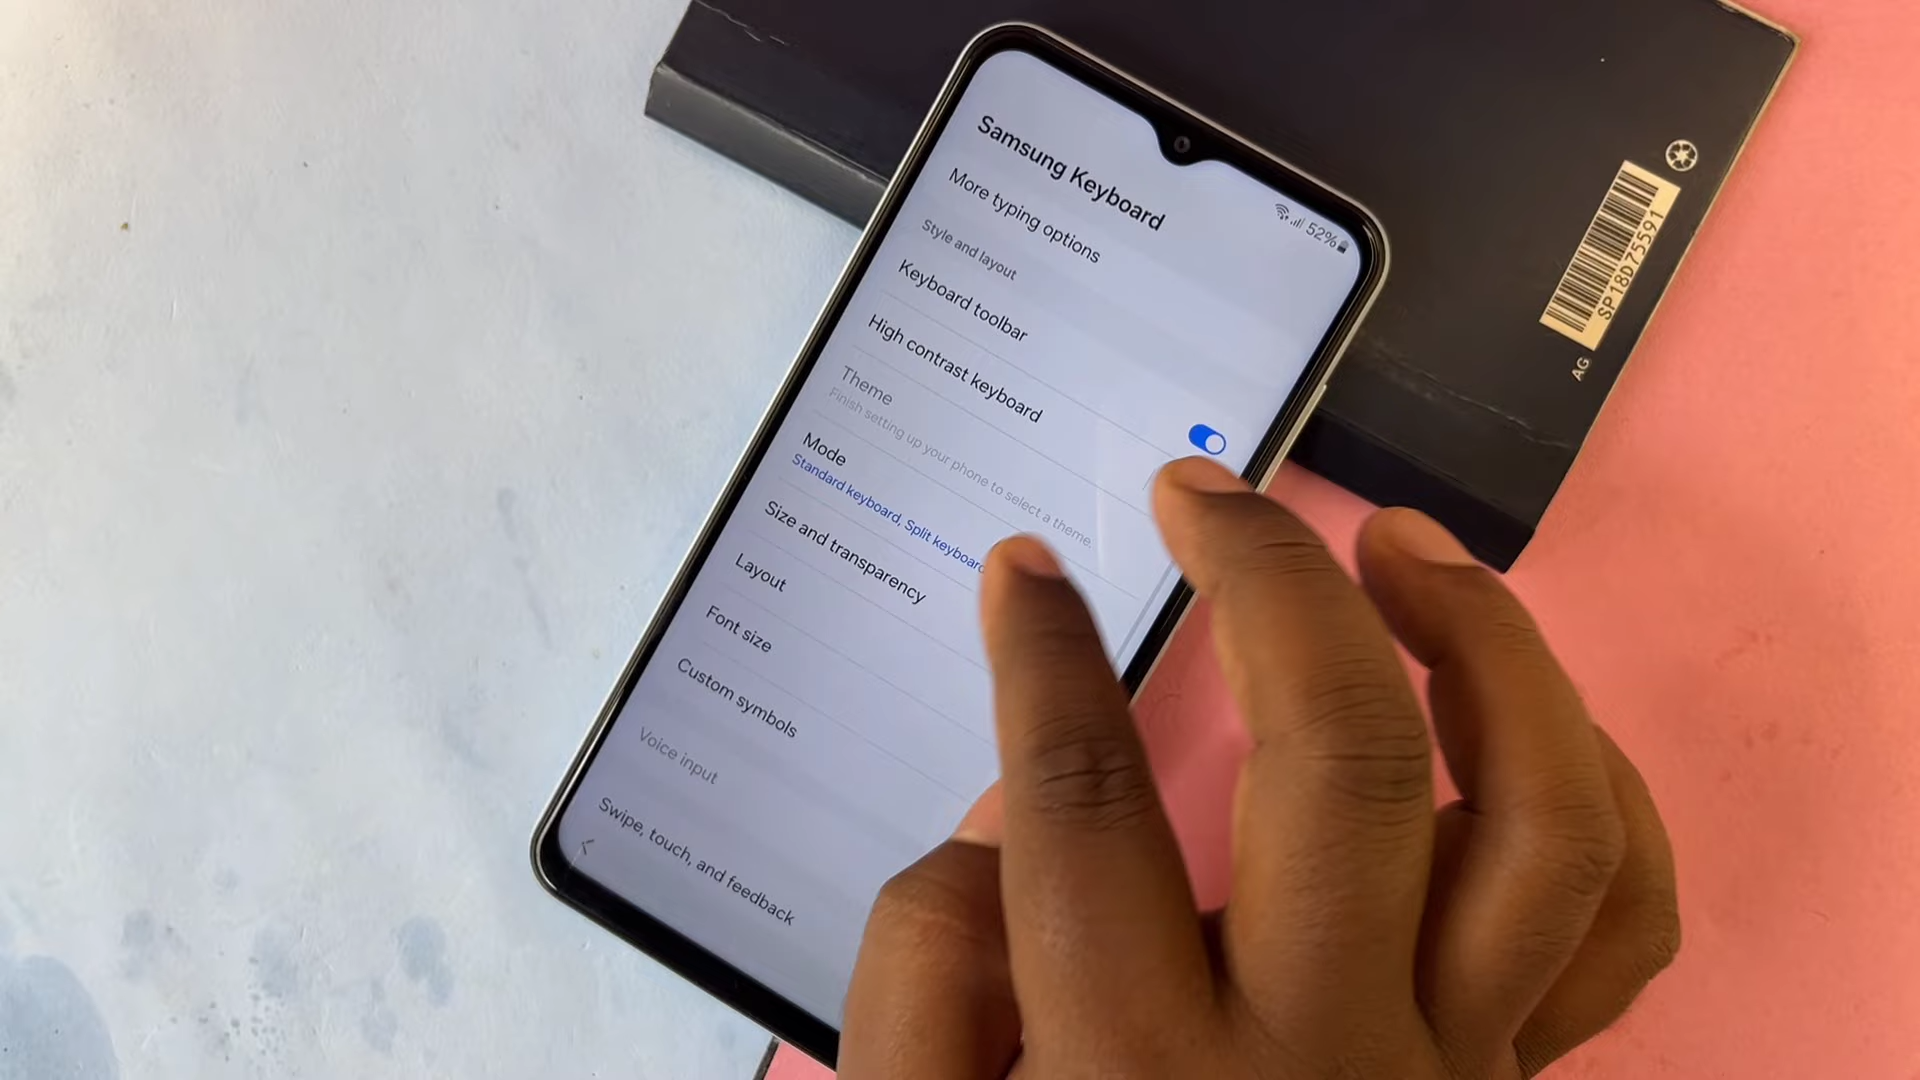 52%
Samsung Keyboard
More typing options
Style and layout
Keyboard toolbar
High contrast keyboard
Theme
Finish setting up your phone to select a theme.
Mode
Standard keyboard, Split keyboard
Size and transparency
Layout
Font size
Custom symbols
Voice input
Swipe, touch, and feedback
SP18D75591
AG